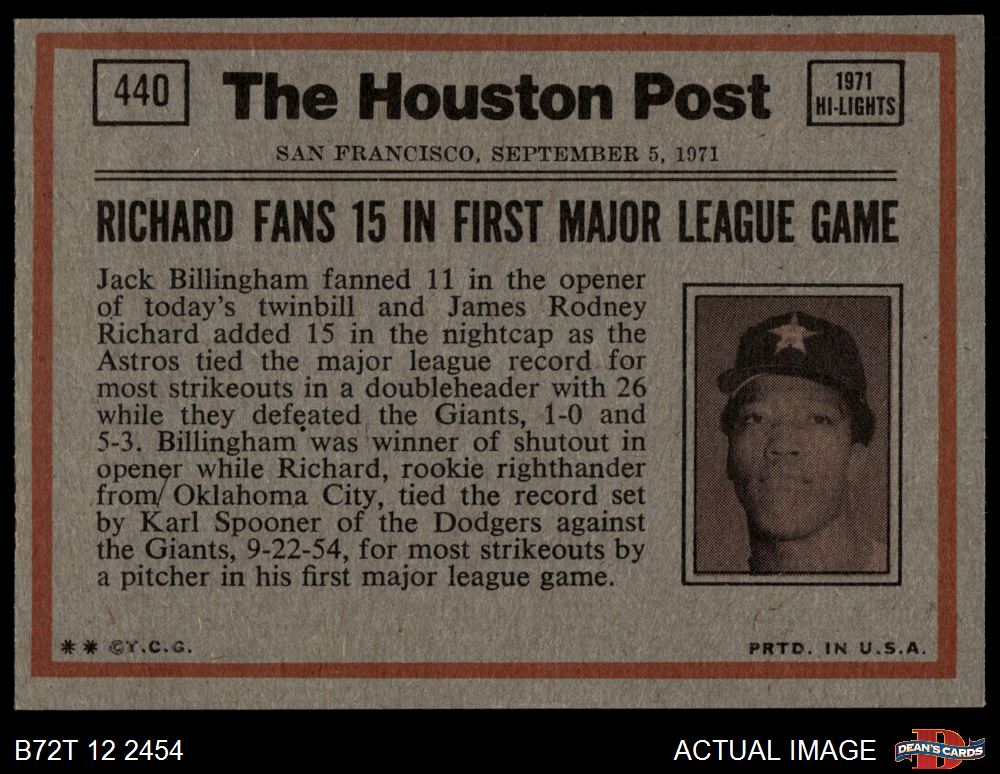 440
The Houston Post
1971
HI-LIGHTS
SAN FRANCISCO, SEPTEMBER 5, 1971
RICHARD FANS 15 IN FIRST MAJOR LEAGUE GAME
Jack Billingham fanned 11 in the opener
of today's twinbill and James Rodney
Richard added 15 in the nightcap as the
Astros tied the major league record for
most strikeouts in a doubleheader with 26
while they defeated the Giants, 1-0 and
5-3. Billingham was winner of shutout in
opener while Richard, rookie righthander
from Oklahoma City, tied the record set
by Karl Spooner of the Dodgers against
the Giants, 9-22-54, for most strikeouts by
a pitcher in his first major league game.
** ©T.C.G.
PRTD. IN U.S.A.
B72T 12 2454
ACTUAL IMAGE
D
DEAN'S CARDS